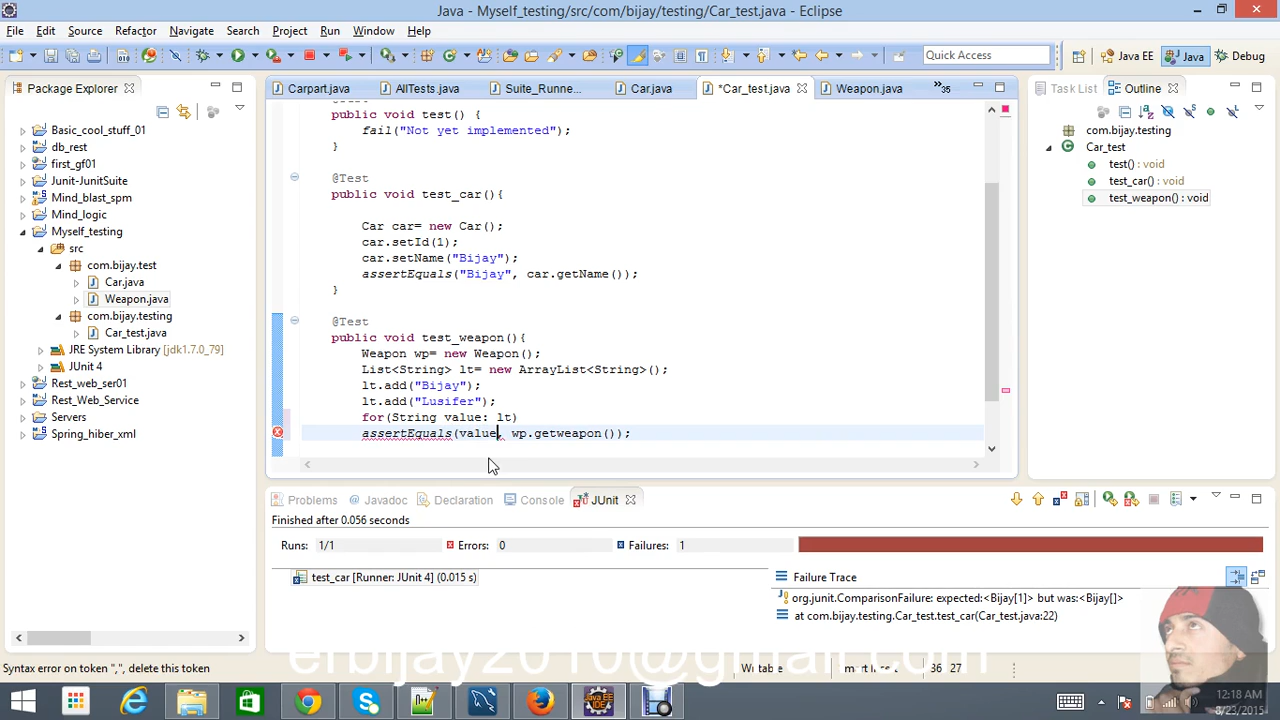 Java - Myself_testing/src/com/bijay/testing/Car_test.java - Eclipse
File Edit Source Refactor Navigate Search Project Run Window Help
Quick Access
Java EE
Java
Debug
Package Explorer
Carpart.java
AllTests.java
Suite_Runne...
Car.java
*Car_test.java
Weapon.java
»35
Task List
Outline
Basic_cool_stuff_01
db_rest
first_gf01
Junit-JunitSuite
Mind_blast_spm
Mind_logic
Myself_testing
src
com.bijay.test
Car.java
Weapon.java
com.bijay.testing
Car_test.java
JRE System Library [jdk1.7.0_79]
JUnit 4
Rest_web_ser01
Rest_Web_Service
Servers
Spring_hiber_xml
public void test() {
fail("Not yet implemented");
}
@Test
public void test_car(){
Car car= new Car();
car.setId(1);
car.setName("Bijay");
assertEquals("Bijay", car.getName());
}
@Test
public void test_weapon(){
Weapon wp= new Weapon();
List<String> lt= new ArrayList<String>();
lt.add("Bijay");
lt.add("Lusifer");
for(String value: lt)
assertEquals(value, wp.getweapon());
com.bijay.testing
Car_test
test() : void
test_car() : void
test_weapon() : void
Problems
Javadoc
Declaration
Console
JUnit
Finished after 0.056 seconds
Runs: 1/1
Errors: 0
Failures: 1
test_car [Runner: JUnit 4] (0.015 s)
Failure Trace
org.junit.ComparisonFailure: expected:<Bijay[1]> but was:<Bijay[]>
at com.bijay.testing.Car_test.test_car(Car_test.java:22)
erbijay2010@gmail.com
Syntax error on token ",", delete this token
12:18 AM
8/23/2015